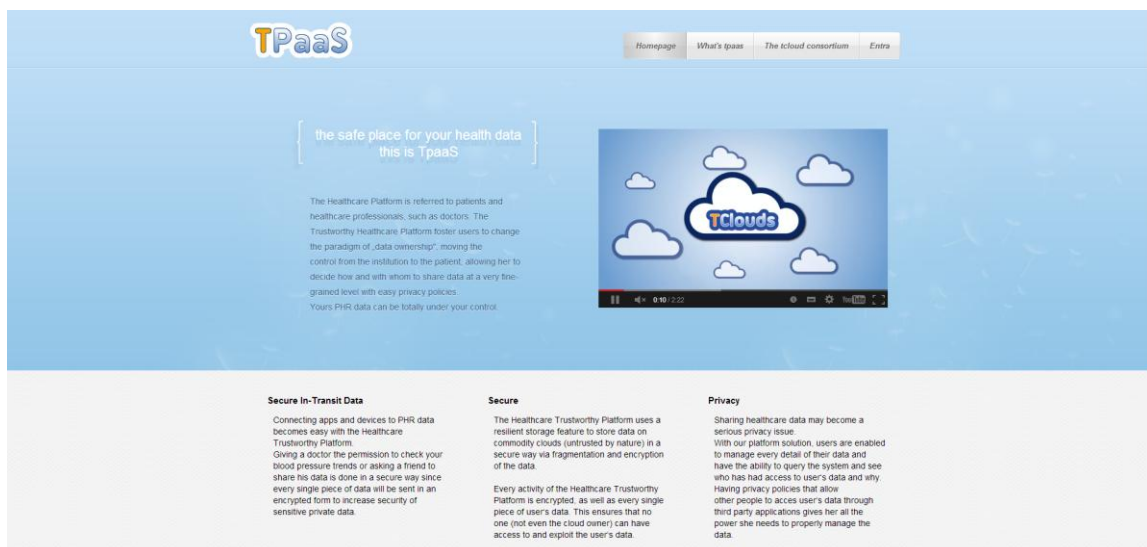 TPaaS
Homepage
What's tpaas
The tcloud consortium
Entra
the safe place for your health data
this is TpaaS
The Healthcare Platform is referred to patients and
healthcare professionals, such as doctors. The
Trustworthy Healthcare Platform foster users to change
the paradigm of „data ownership", moving the
control from the institution to the patient, allowing her to
decide how and with whom to share data at a very fine-
grained level with easy privacy policies
Yours PHR data can be totally under your control.
TClouds
0:10 / 2:22
YouTube
Secure In-Transit Data
Connecting apps and devices to PHR data
becomes easy with the Healthcare
Trustworthy Platform.
Giving a doctor the permission to check your
blood pressure trends or asking a friend to
share his data is done in a secure way since
every single piece of data will be sent in an
encrypted form to increase security of
sensitive private data.
Secure
The Healthcare Trustworthy Platform uses a
resilient storage feature to store data on
commodity clouds (untrusted by nature) in a
secure way via fragmentation and encryption
of the data.
Every activity of the Healthcare Trustworthy
Platform is encrypted, as well as every single
piece of user's data. This ensures that no
one (not even the cloud owner) can have
access to and exploit the user's data.
Privacy
Sharing healthcare data may become a
serious privacy issue.
With our platform solution, users are enabled
to manage every detail of their data and
have the ability to query the system and see
who has had access to user's data and why.
Having privacy policies that allow
other people to acces user's data through
third party applications gives her all the
power she needs to properly manage the
data.